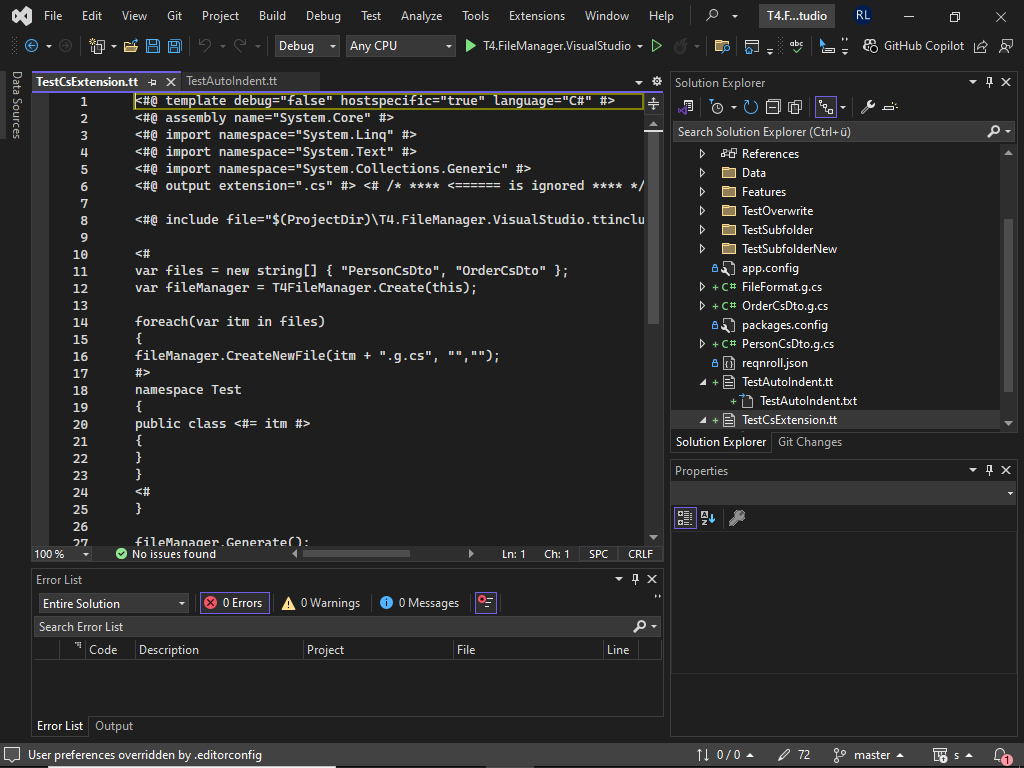 File Edit View Git Project Build Debug Test Analyze Tools Extensions Window Help T4.F...tudio RL
Debug Any CPU T4.FileManager.VisualStudio GitHub Copilot
Data Sources
TestCsExtension.tt TestAutoIndent.tt
1 <#@ template debug="false" hostspecific="true" language="C#" #>
2 <#@ assembly name="System.Core" #>
3 <#@ import namespace="System.Linq" #>
4 <#@ import namespace="System.Text" #>
5 <#@ import namespace="System.Collections.Generic" #>
6 <#@ output extension=".cs" #> <# /* **** <====== is ignored **** */
7
8 <#@ include file="$(ProjectDir)\T4.FileManager.VisualStudio.ttinclu
9
10 <#
11 var files = new string[] { "PersonCsDto", "OrderCsDto" };
12 var fileManager = T4FileManager.Create(this);
13
14 foreach(var itm in files)
15 {
16 fileManager.CreateNewFile(itm + ".g.cs", "","");
17 #>
18 namespace Test
19 {
20 public class <#= itm #>
21 {
22 }
23 }
24 <#
25 }
26
27 fileManager.Generate();
100 % No issues found Ln: 1 Ch: 1 SPC CRLF
Error List
Entire Solution 0 Errors 0 Warnings 0 Messages
Search Error List
Code Description Project File Line
Error List Output
Solution Explorer
Search Solution Explorer (Ctrl+ü)
References
Data
Features
TestOverwrite
TestSubfolder
TestSubfolderNew
app.config
C# FileFormat.g.cs
C# OrderCsDto.g.cs
packages.config
C# PersonCsDto.g.cs
reqnroll.json
TestAutoIndent.tt
TestAutoIndent.txt
TestCsExtension.tt
Solution Explorer Git Changes
Properties
User preferences overridden by .editorconfig 0 / 0 72 master s 1